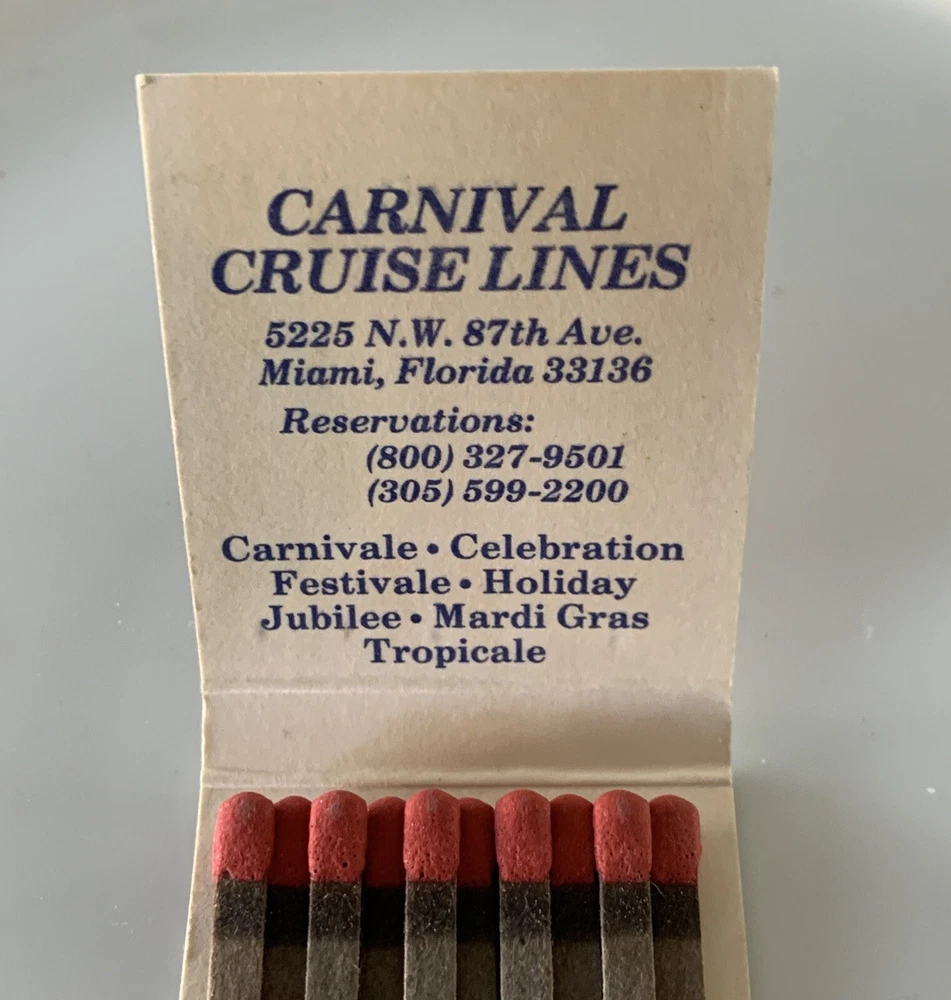 CARNIVAL
CRUISE LINES
5225 N.W. 87th Ave.
Miami, Florida 33136
Reservations:
(800) 327-9501
(305) 599-2200
Carnivale • Celebration
Festivale • Holiday
Jubilee • Mardi Gras
Tropicale